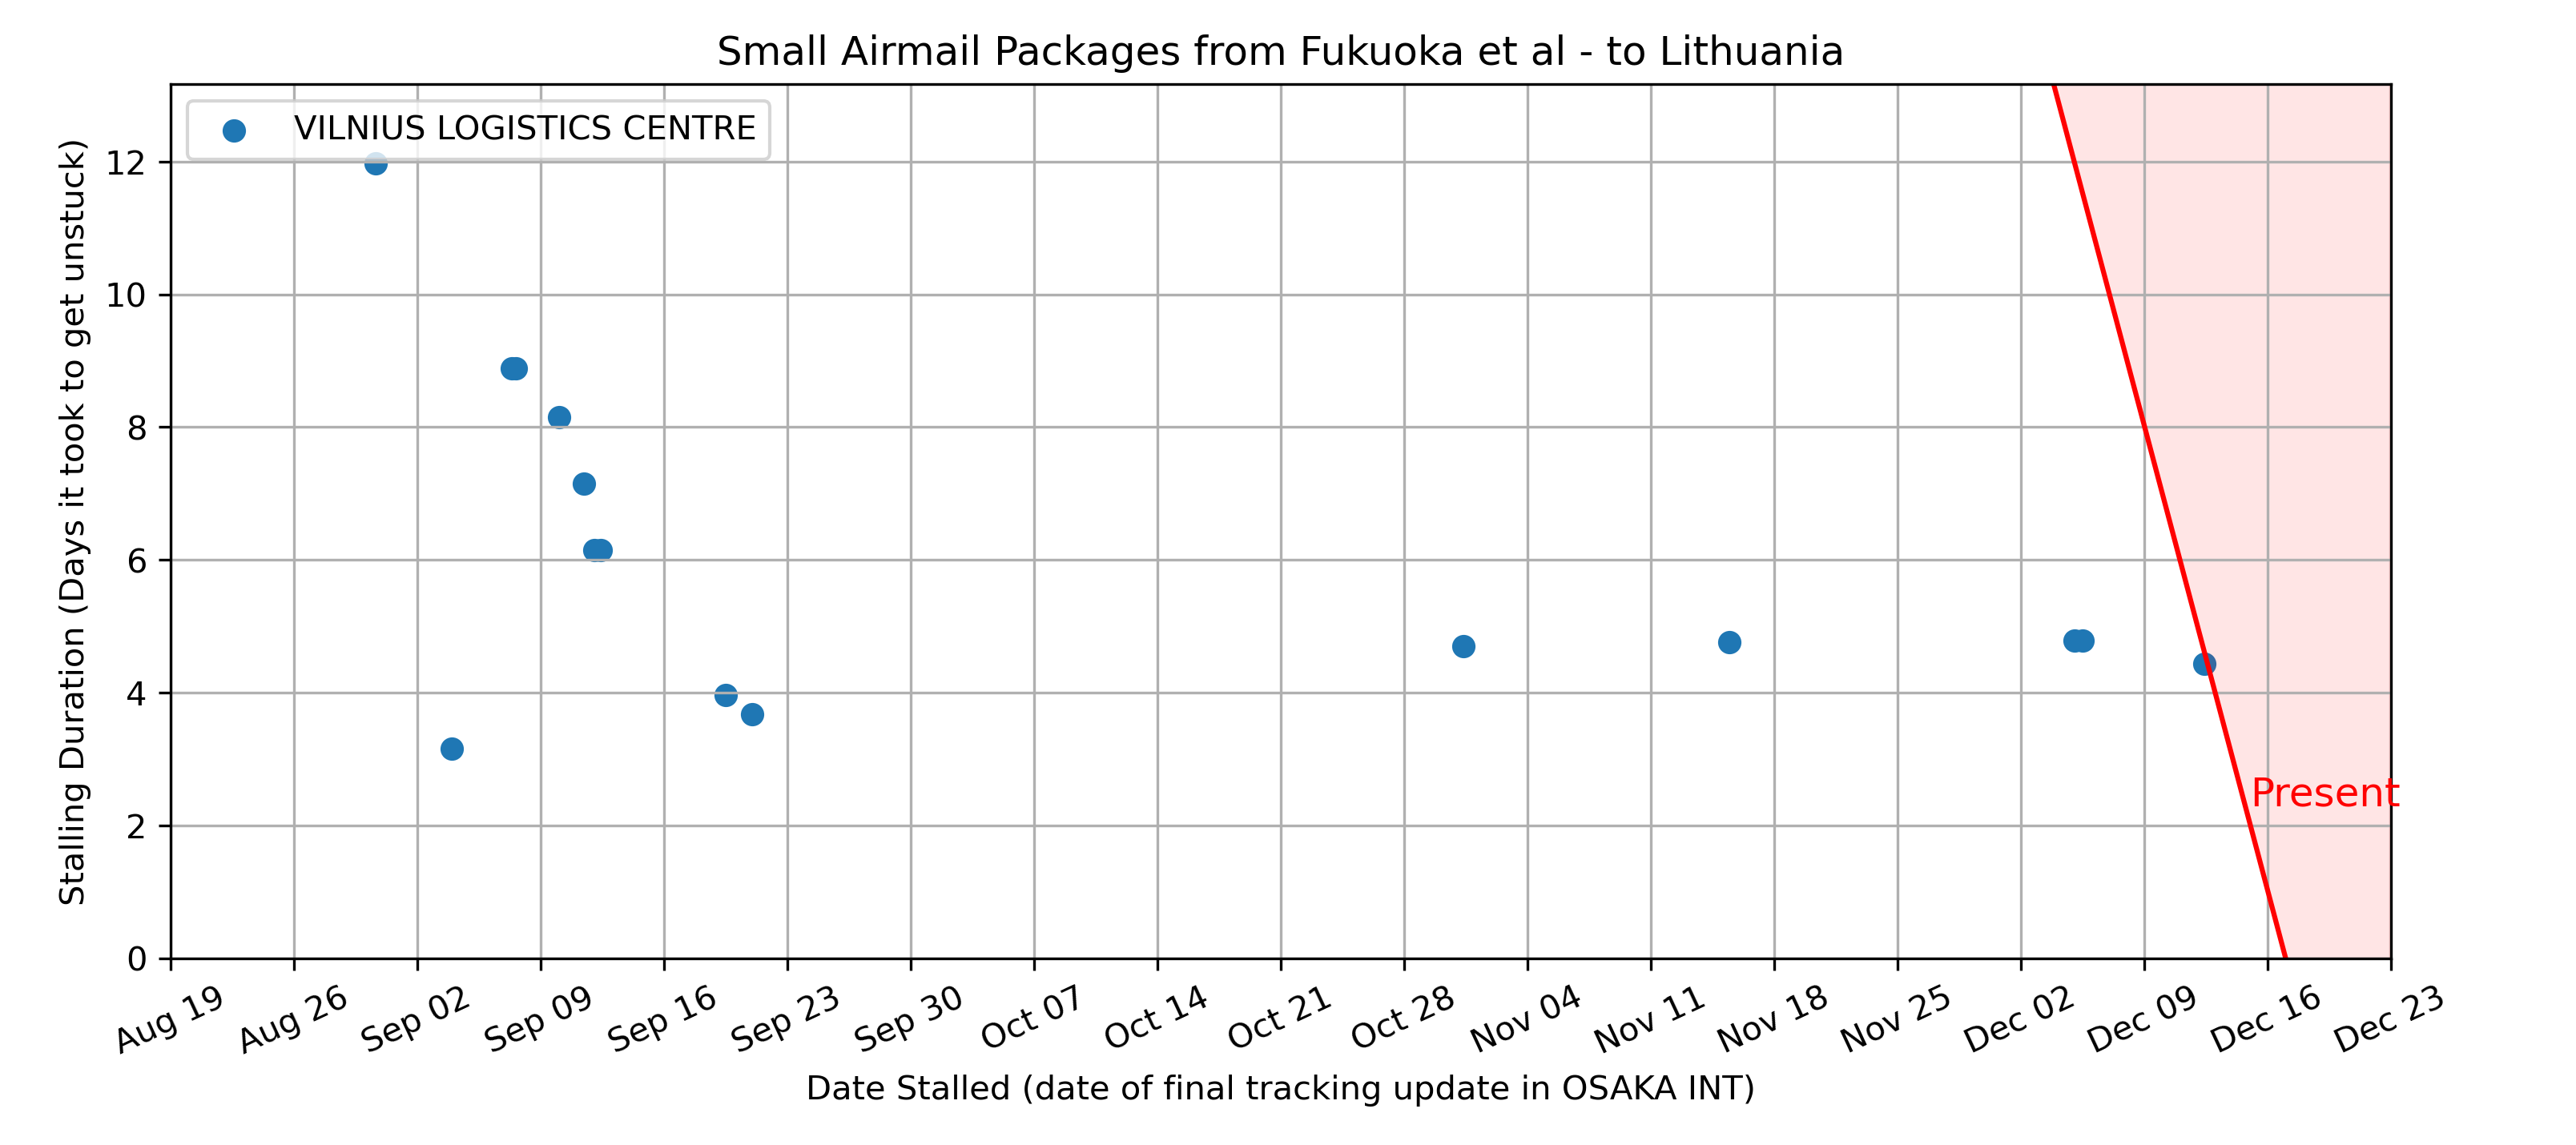 Small Airmail Packages from Fukuoka et al - to Lithuania
VILNIUS LOGISTICS CENTRE
Stalling Duration (Days it took to get unstuck)
12
10
8
6
4
2
0
Present
Aug 19
Aug 26
Sep 02
Sep 09
Sep 16
Sep 23
Sep 30
Oct 07
Oct 14
Oct 21
Oct 28
Nov 04
Nov 11
Nov 18
Nov 25
Dec 02
Dec 09
Dec 16
Dec 23
Date Stalled (date of final tracking update in OSAKA INT)